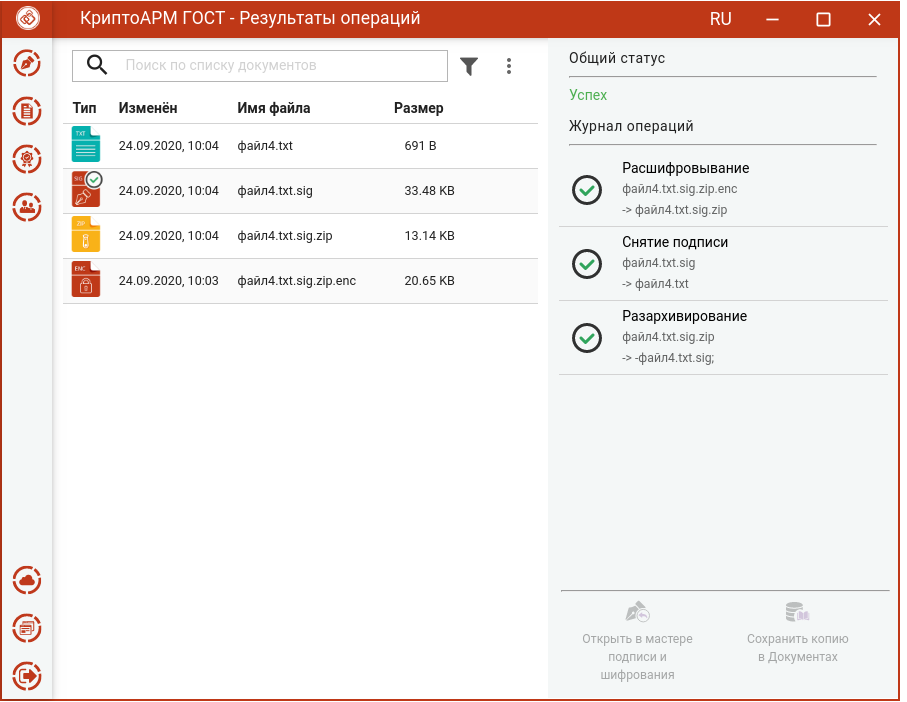 КриптоАРМ ГОСТ - Результаты операций
RU
Поиск по списку документов
Тип Изменён Имя файла Размер
TXT 24.09.2020, 10:04 файл4.txt 691 B
SIG 24.09.2020, 10:04 файл4.txt.sig 33.48 KB
ZIP 24.09.2020, 10:04 файл4.txt.sig.zip 13.14 KB
ENC 24.09.2020, 10:03 файл4.txt.sig.zip.enc 20.65 KB
Общий статус
Успех
Журнал операций
Расшифровывание
файл4.txt.sig.zip.enc
-> файл4.txt.sig.zip
Снятие подписи
файл4.txt.sig
-> файл4.txt
Разархивирование
файл4.txt.sig.zip
-> -файл4.txt.sig;
Открыть в мастере
подписи и
шифрования
Сохранить копию
в Документах